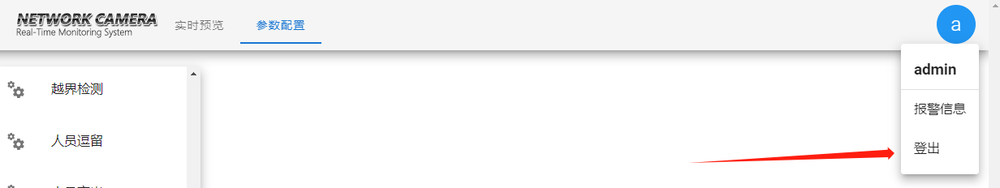 NETWORK CAMERA
Real-Time Monitoring System
实时预览
参数配置
a
admin
报警信息
登出
越界检测
人员逗留